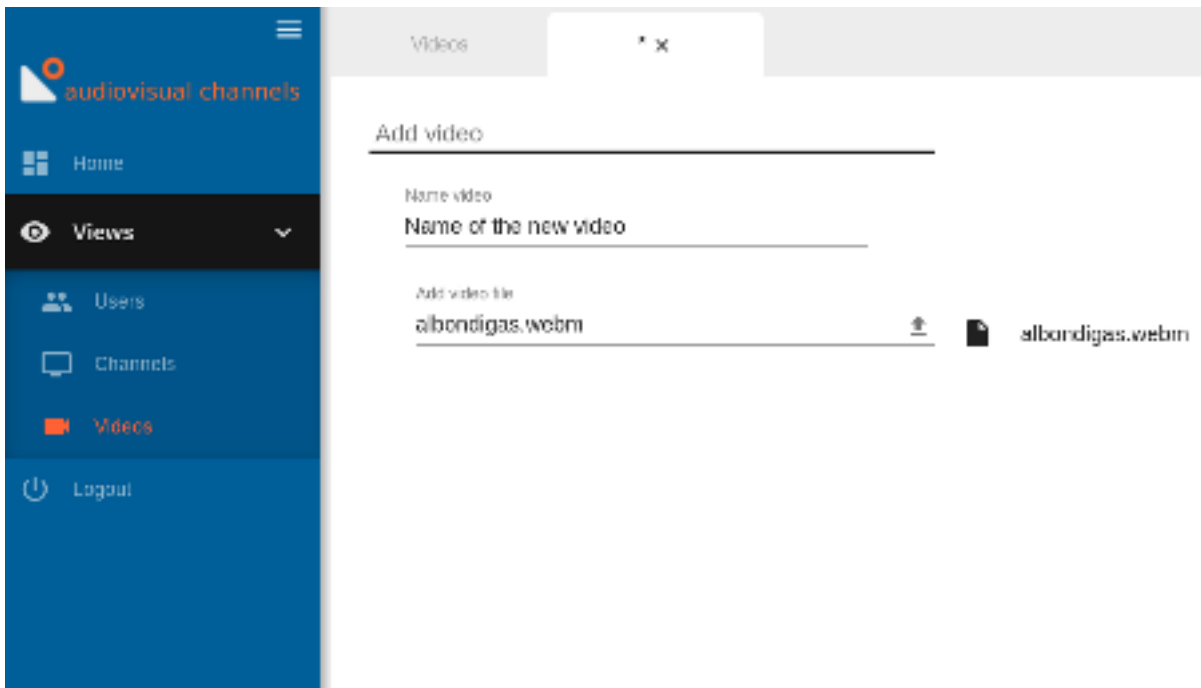 audiovisual channels
Home
Views
Users
Channels
Videos
Logout
Videos
* x
Add video
Name video
Name of the new video
Add video file
albondigas.webm
albondigas.webm